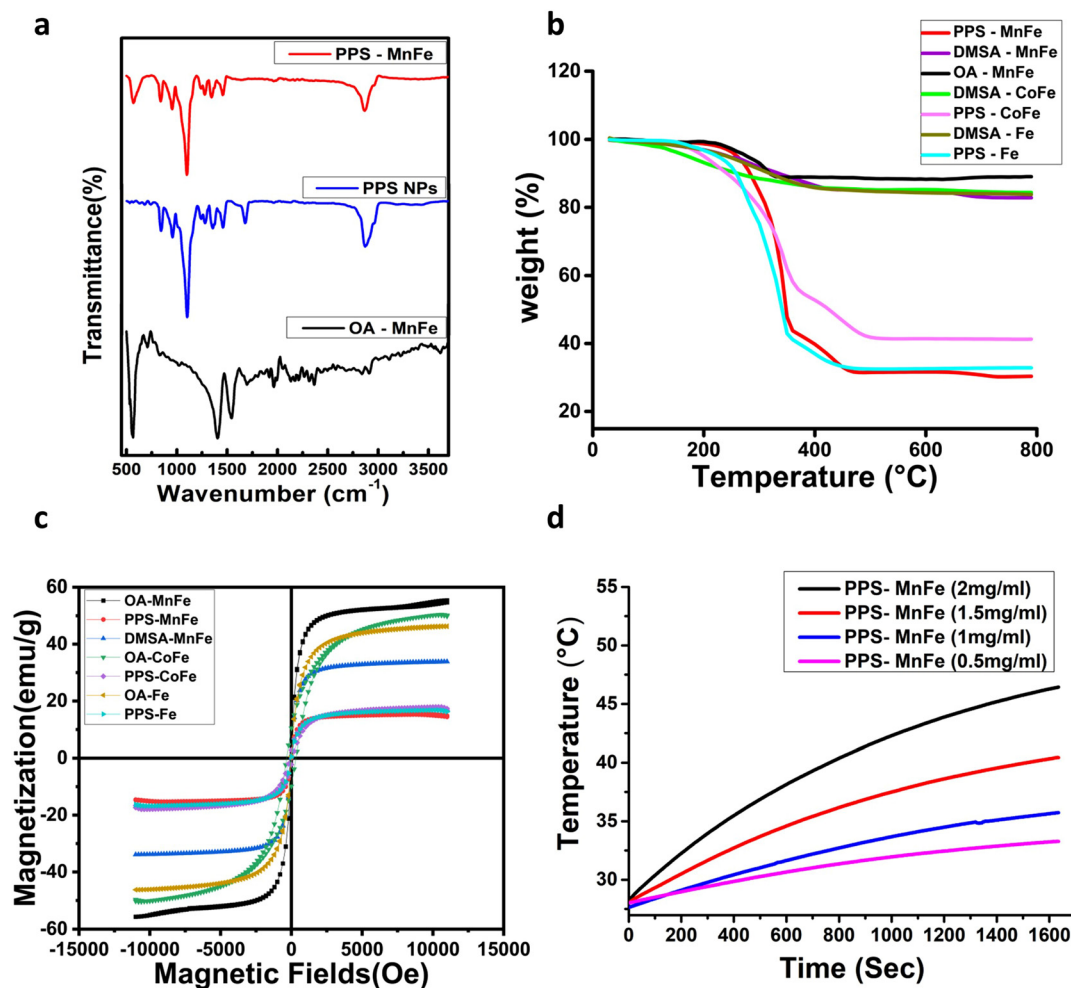 a
PPS - MnFe
PPS NPs
OA - MnFe
Transmittance(%)
500 1000 1500 2000 2500 3000 3500
Wavenumber (cm-1)
b
PPS - MnFe
DMSA - MnFe
OA - MnFe
DMSA - CoFe
PPS - CoFe
DMSA - Fe
PPS - Fe
120
100
80
60
40
20
weight (%)
0 200 400 600 800
Temperature (°C)
c
OA-MnFe
PPS-MnFe
DMSA-MnFe
OA-CoFe
PPS-CoFe
OA-Fe
PPS-Fe
60
40
20
0
-20
-40
-60
Magnetization(emu/g)
-15000 -10000 -5000 0 5000 10000 15000
Magnetic Fields(Oe)
d
PPS- MnFe (2mg/ml)
PPS- MnFe (1.5mg/ml)
PPS- MnFe (1mg/ml)
PPS- MnFe (0.5mg/ml)
55
50
45
40
35
30
Temperature (°C)
0 200 400 600 800 1000 1200 1400 1600
Time (Sec)